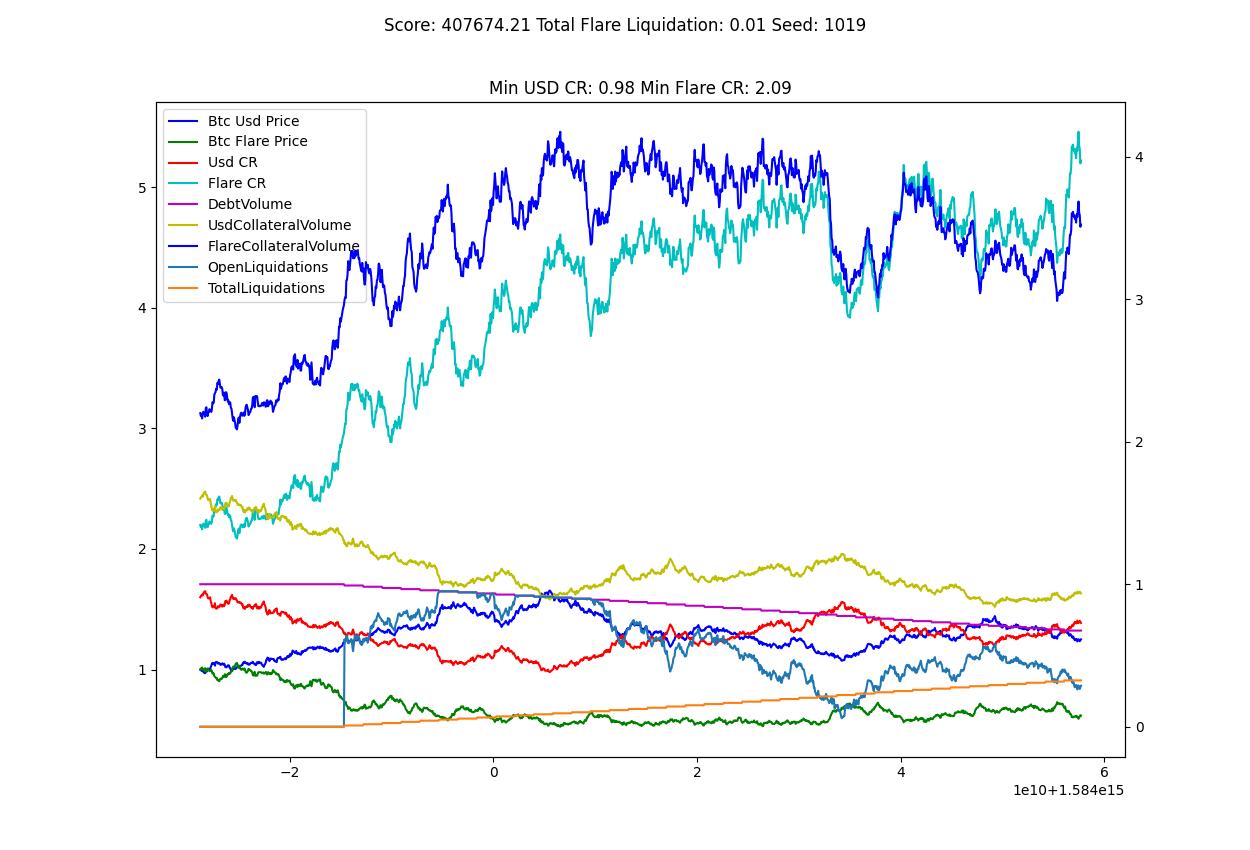 Score: 407674.21 Total Flare Liquidation: 0.01 Seed: 1019
Min USD CR: 0.98 Min Flare CR: 2.09
Btc Usd Price
Btc Flare Price
Usd CR
Flare CR
DebtVolume
UsdCollateralVolume
FlareCollateralVolume
OpenLiquidations
TotalLiquidations
5
4
3
2
1
4
3
2
1
0
−2
0
2
4
6
1e10+1.584e15